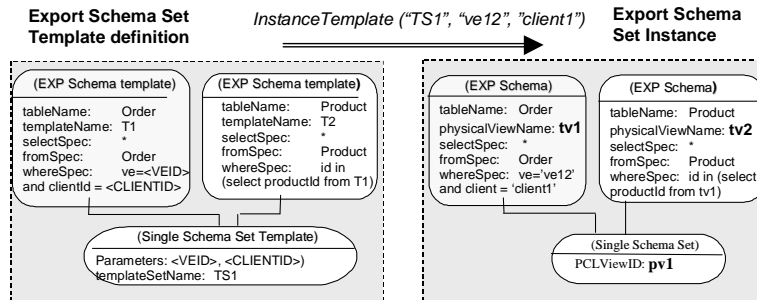 Export Schema Set
Template definition
InstanceTemplate ("TS1", "ve12", "client1")
Export Schema
Set Instance
(EXP Schema template)
tableName: Order
templateName: T1
selectSpec: *
fromSpec: Order
whereSpec: ve=<VEID>
and clientId = <CLIENTID>
(EXP Schema template)
tableName: Product
templateName: T2
selectSpec: *
fromSpec: Product
whereSpec: id in
(select productId from T1)
(Single Schema Set Template)
Parameters: <VEID>, <CLIENTID>)
templateSetName: TS1
(EXP Schema)
tableName: Order
physicalViewName: tv1
selectSpec: *
fromSpec: Order
whereSpec: ve='ve12'
and client = 'client1'
(EXP Schema)
tableName: Product
physicalViewName: tv2
selectSpec: *
fromSpec: Product
whereSpec: id in (select
productId from tv1)
(Single Schema Set)
PCLViewID: pv1